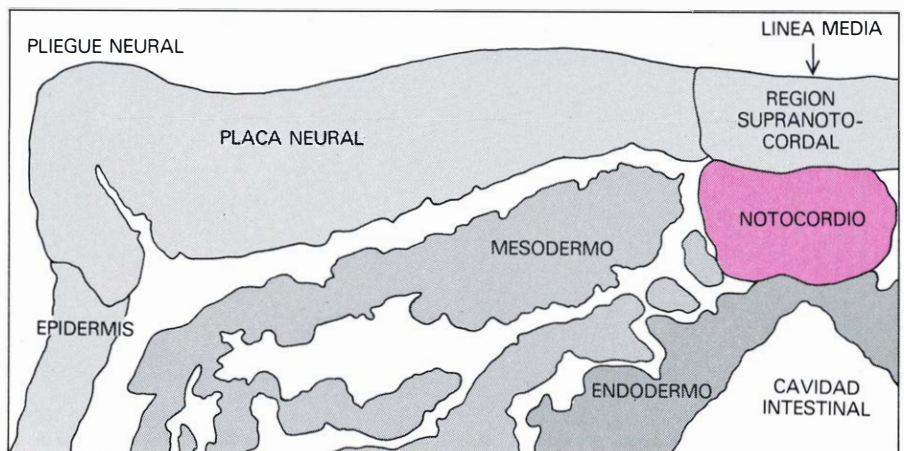 PLIEGUE NEURAL
LINEA MEDIA
PLACA NEURAL
REGION
SUPRANOTO-
CORDAL
NOTOCORDIO
MESODERMO
EPIDERMIS
ENDODERMO
CAVIDAD
INTESTINAL